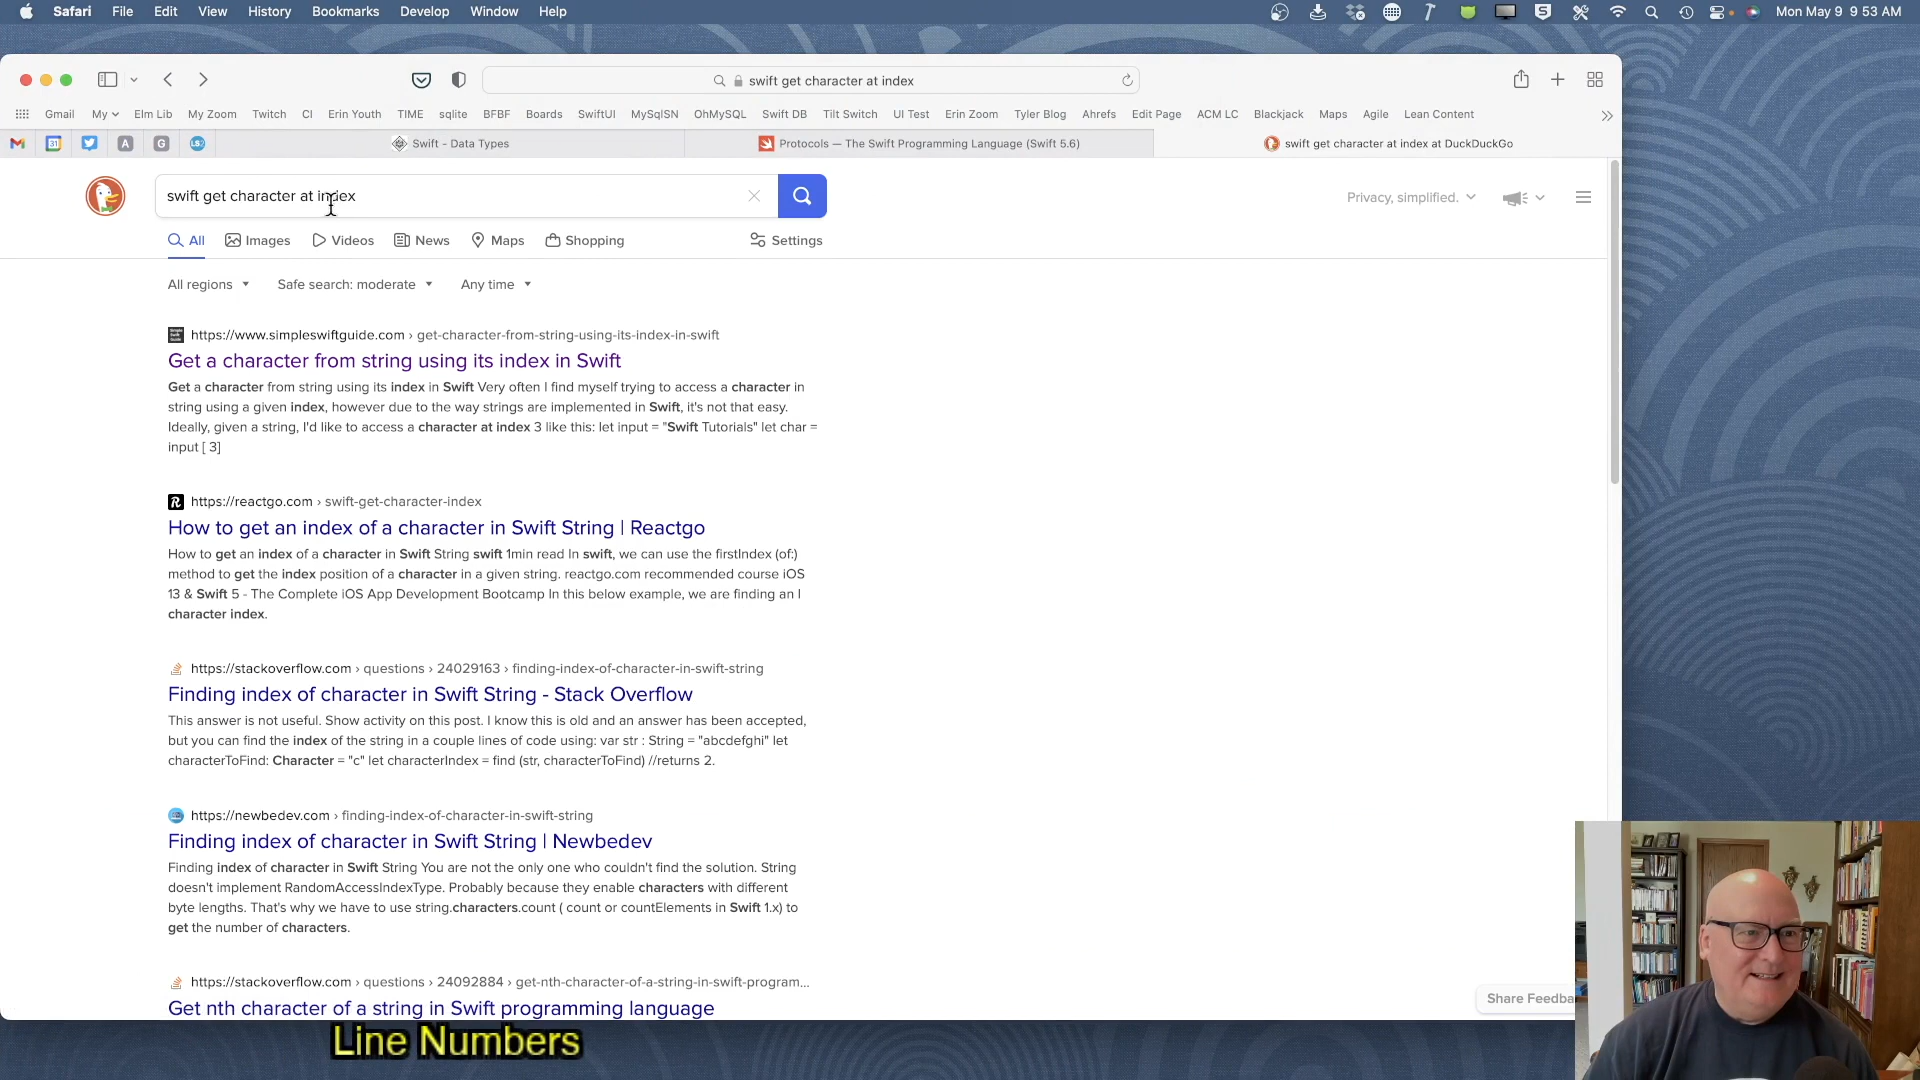 Safari File Edit View History Bookmarks Develop Window Help Mon May 9 9:53 AM
swift get character at index
Gmail My Elm Lib My Zoom Twitch CI Erin Youth TIME sqlite BFBF Boards SwiftUI MySqlSN OhMySQL Swift DB Tilt Switch UI Test Erin Zoom Tyler Blog Ahrefs Edit Page ACM LC Blackjack Maps Agile Lean Content
Swift - Data Types Protocols — The Swift Programming Language (Swift 5.6) swift get character at index at DuckDuckGo
swift get character at index
Privacy, simplified.
All Images Videos News Maps Shopping Settings
All regions Safe search: moderate Any time
https://www.simpleswiftguide.com › get-character-from-string-using-its-index-in-swift
Get a character from string using its index in Swift
Get a character from string using its index in Swift Very often I find myself trying to access a character in
string using a given index, however due to the way strings are implemented in Swift, it's not that easy.
Ideally, given a string, I'd like to access a character at index 3 like this: let input = "Swift Tutorials" let char =
input [ 3]
https://reactgo.com › swift-get-character-index
How to get an index of a character in Swift String | Reactgo
How to get an index of a character in Swift String swift 1min read In swift, we can use the firstIndex (of:)
method to get the index position of a character in a given string. reactgo.com recommended course iOS
13 & Swift 5 - The Complete iOS App Development Bootcamp In this below example, we are finding an l
character index.
https://stackoverflow.com › questions › 24029163 › finding-index-of-character-in-swift-string
Finding index of character in Swift String - Stack Overflow
This answer is not useful. Show activity on this post. I know this is old and an answer has been accepted,
but you can find the index of the string in a couple lines of code using: var str : String = "abcdefghi" let
characterToFind: Character = "c" let characterIndex = find (str, characterToFind) //returns 2.
https://newbedev.com › finding-index-of-character-in-swift-string
Finding index of character in Swift String | Newbedev
Finding index of character in Swift String You are not the only one who couldn't find the solution. String
doesn't implement RandomAccessIndexType. Probably because they enable characters with different
byte lengths. That's why we have to use string.characters.count ( count or countElements in Swift 1.x) to
get the number of characters.
https://stackoverflow.com › questions › 24092884 › get-nth-character-of-a-string-in-swift-program...
Get nth character of a string in Swift programming language
Share Feedba
Line Numbers